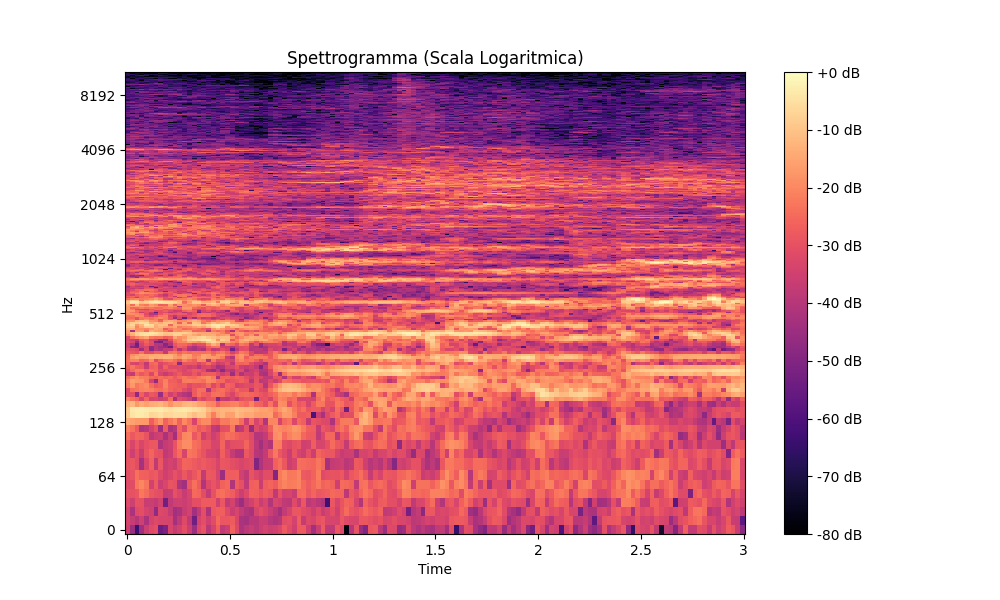 Spettrogramma (Scala Logaritmica)
Hz
8192
4096
2048
1024
512
256
128
64
0
0
0.5
1
1.5
2
2.5
3
Time
+0 dB
-10 dB
-20 dB
-30 dB
-40 dB
-50 dB
-60 dB
-70 dB
-80 dB